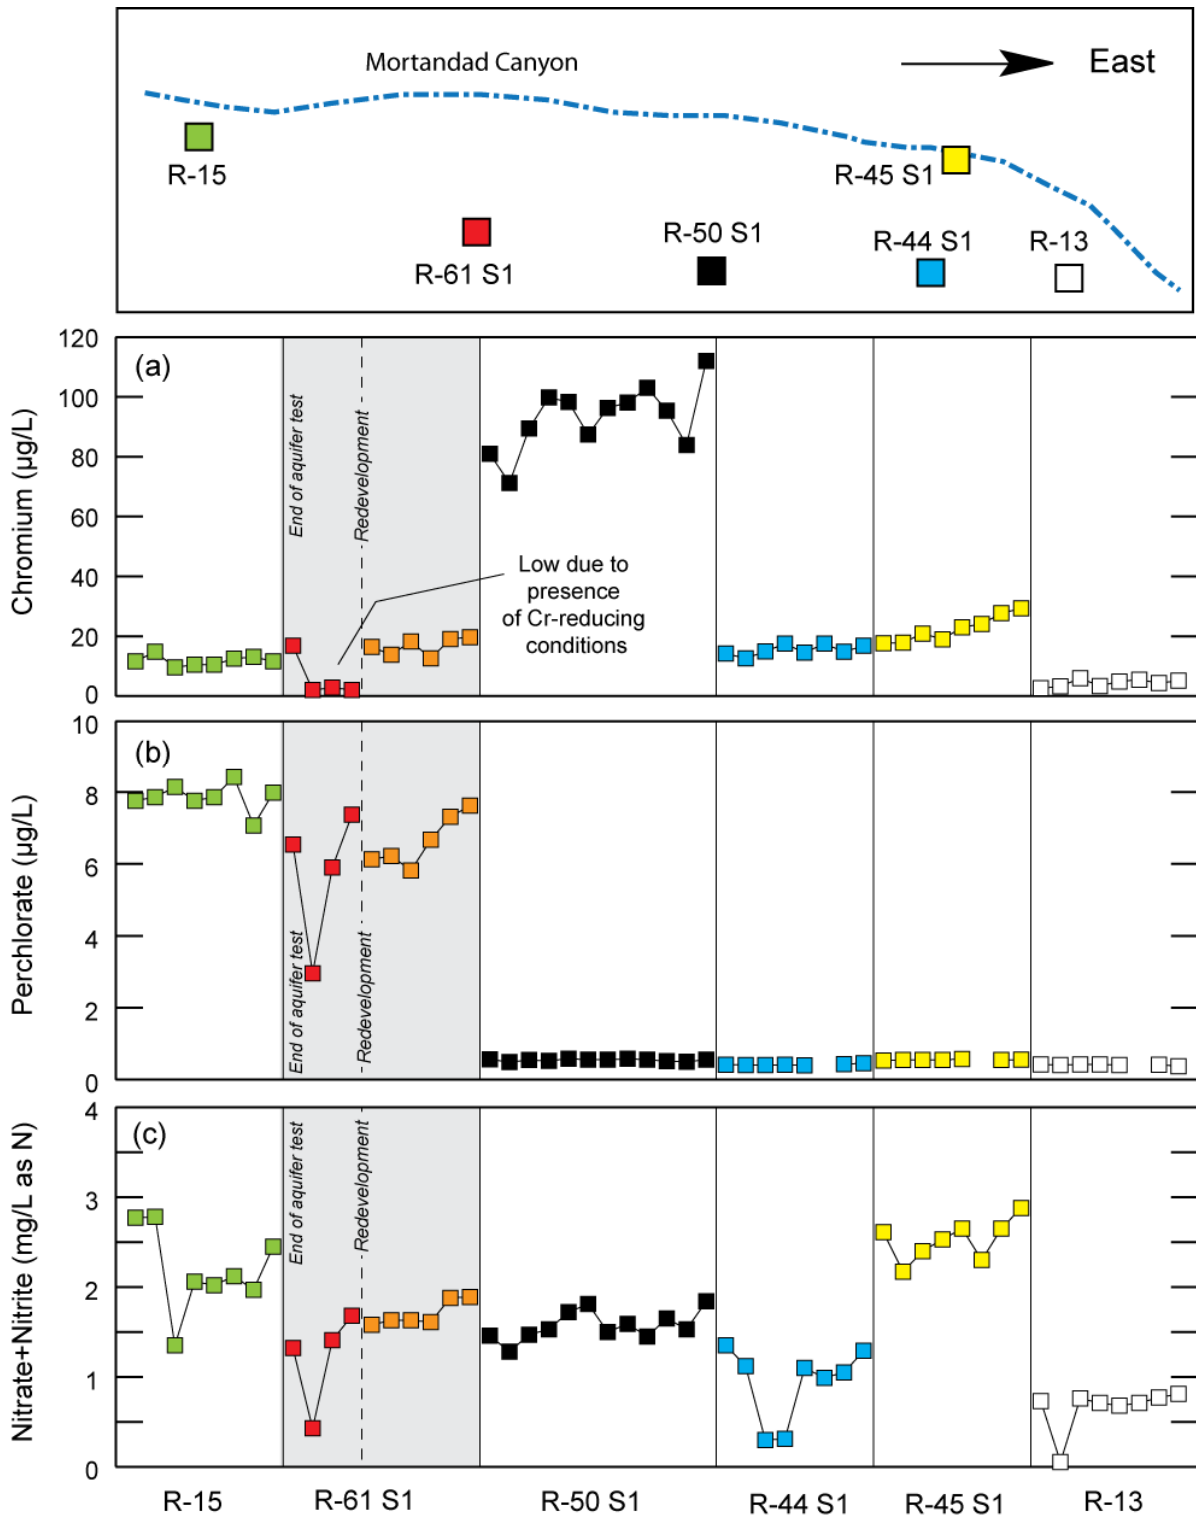 Mortandad Canyon
East
R-15
R-45 S1
R-61 S1
R-50 S1
R-44 S1
R-13
Chromium (µg/L)
120
100
80
60
40
20
0
(a)
End of aquifer test
Redevelopment
Low due to
presence
of Cr-reducing
conditions
Perchlorate (µg/L)
10
8
6
4
2
0
(b)
End of aquifer test
Redevelopment
Nitrate+Nitrite (mg/L as N)
4
3
2
1
0
(c)
End of aquifer test
Redevelopment
R-15
R-61 S1
R-50 S1
R-44 S1
R-45 S1
R-13